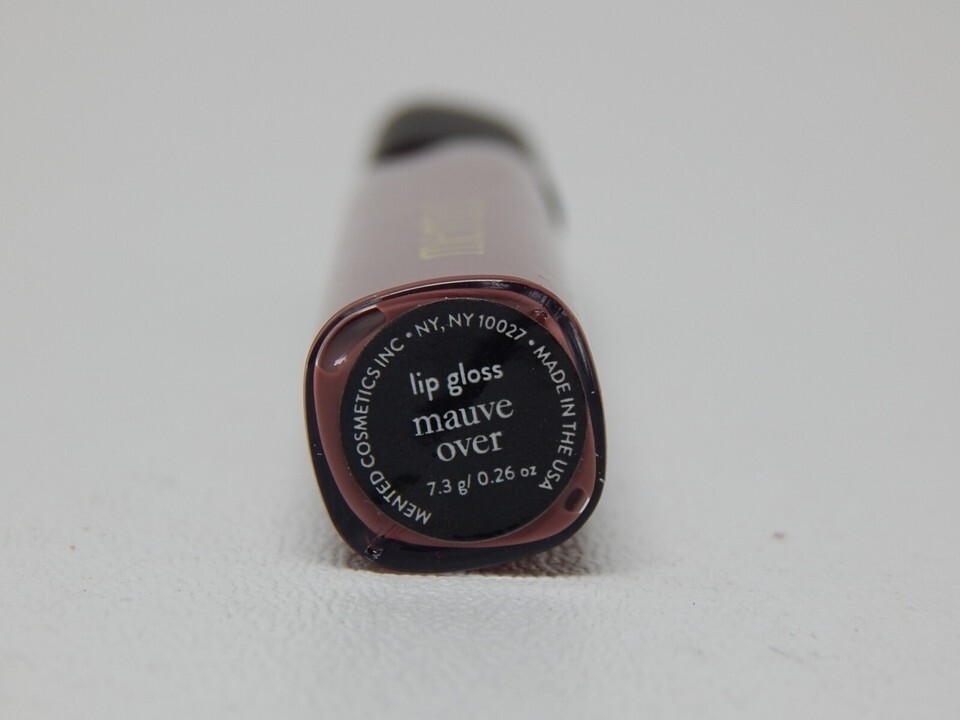 MENTED COSMETICS INC • NY, NY 10027 • MADE IN THE USA
lip gloss
mauve
over
7.3 g/ 0.26 oz